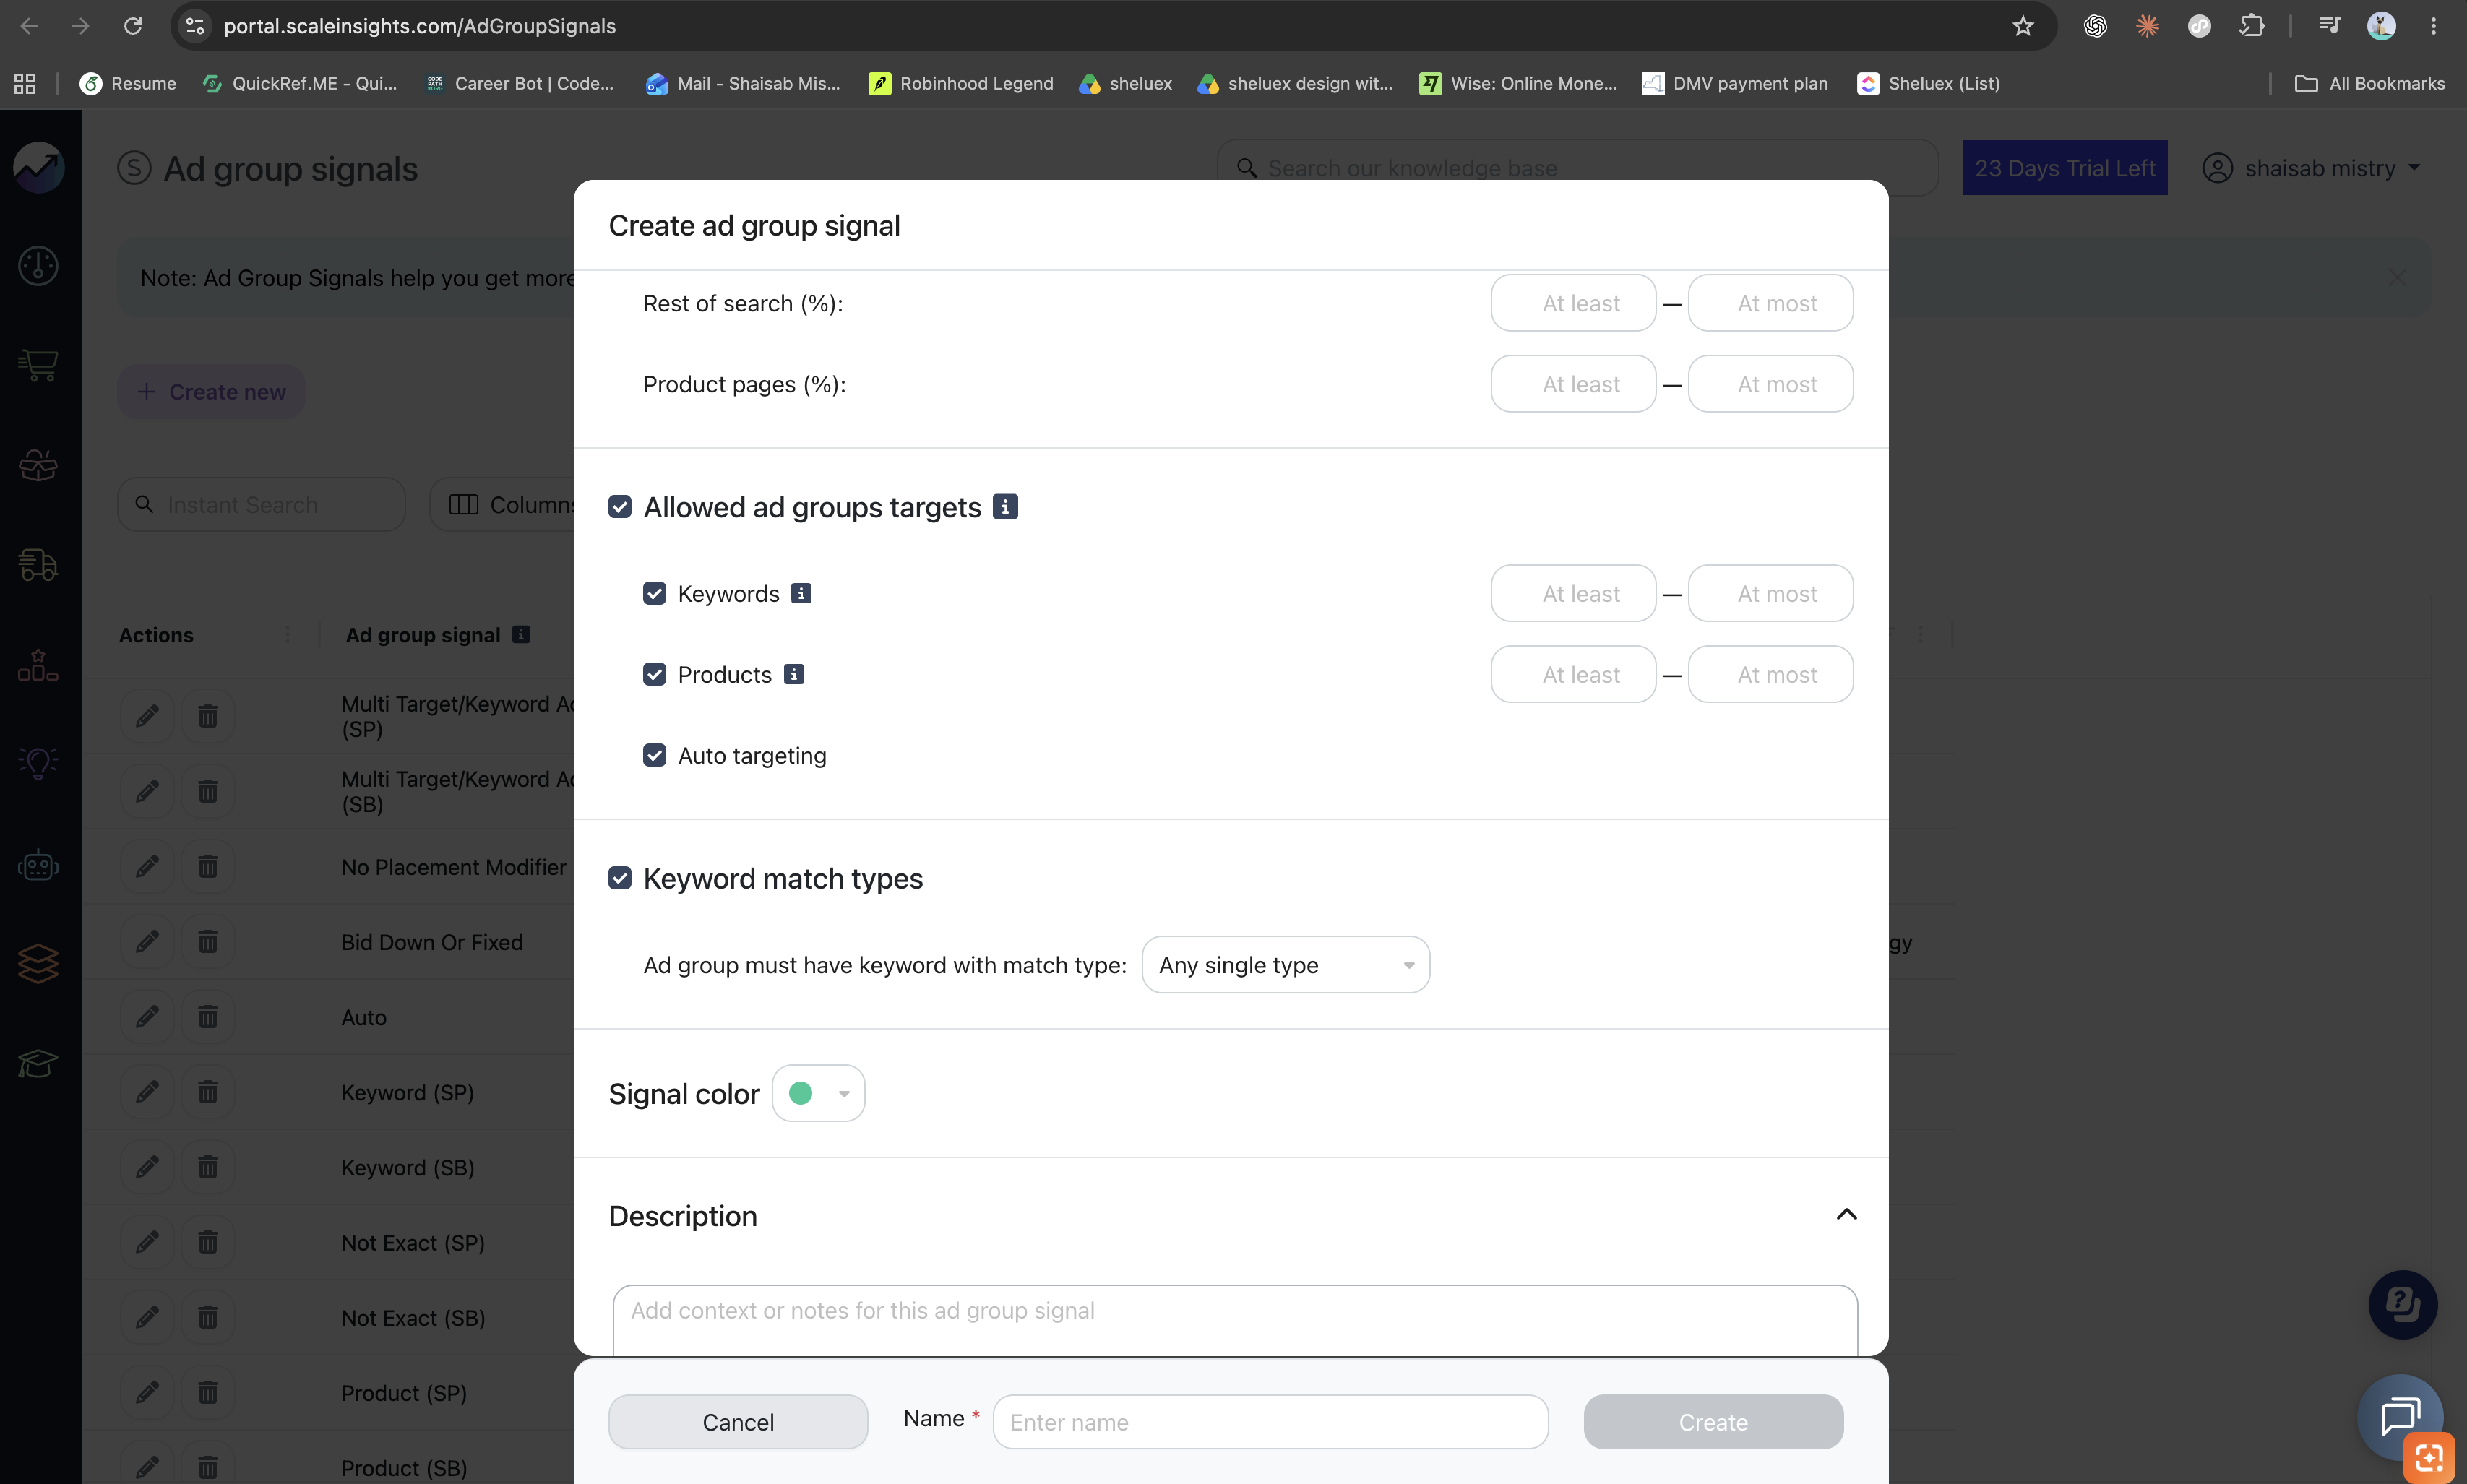 portal.scaleinsights.com/AdGroupSignals
Resume
QuickRef.ME - Qui...
Career Bot | Code...
Mail - Shaisab Mis...
Robinhood Legend
sheluex
sheluex design wit...
Wise: Online Mone...
DMV payment plan
Sheluex (List)
All Bookmarks
S Ad group signals
Search our knowledge base
23 Days Trial Left
shaisab mistry
Note: Ad Group Signals help you get more
+ Create new
Instant Search
Columns
Actions
Ad group signal
Multi Target/Keyword Ad
(SP)
Multi Target/Keyword Ad
(SB)
No Placement Modifier
Bid Down Or Fixed
gy
Auto
Keyword (SP)
Keyword (SB)
Not Exact (SP)
Not Exact (SB)
Product (SP)
Product (SB)
Create ad group signal
Rest of search (%):
At least — At most
Product pages (%):
At least — At most
Allowed ad groups targets
Keywords
At least — At most
Products
At least — At most
Auto targeting
Keyword match types
Ad group must have keyword with match type: Any single type
Signal color
Description
Add context or notes for this ad group signal
Cancel
Name *
Enter name
Create